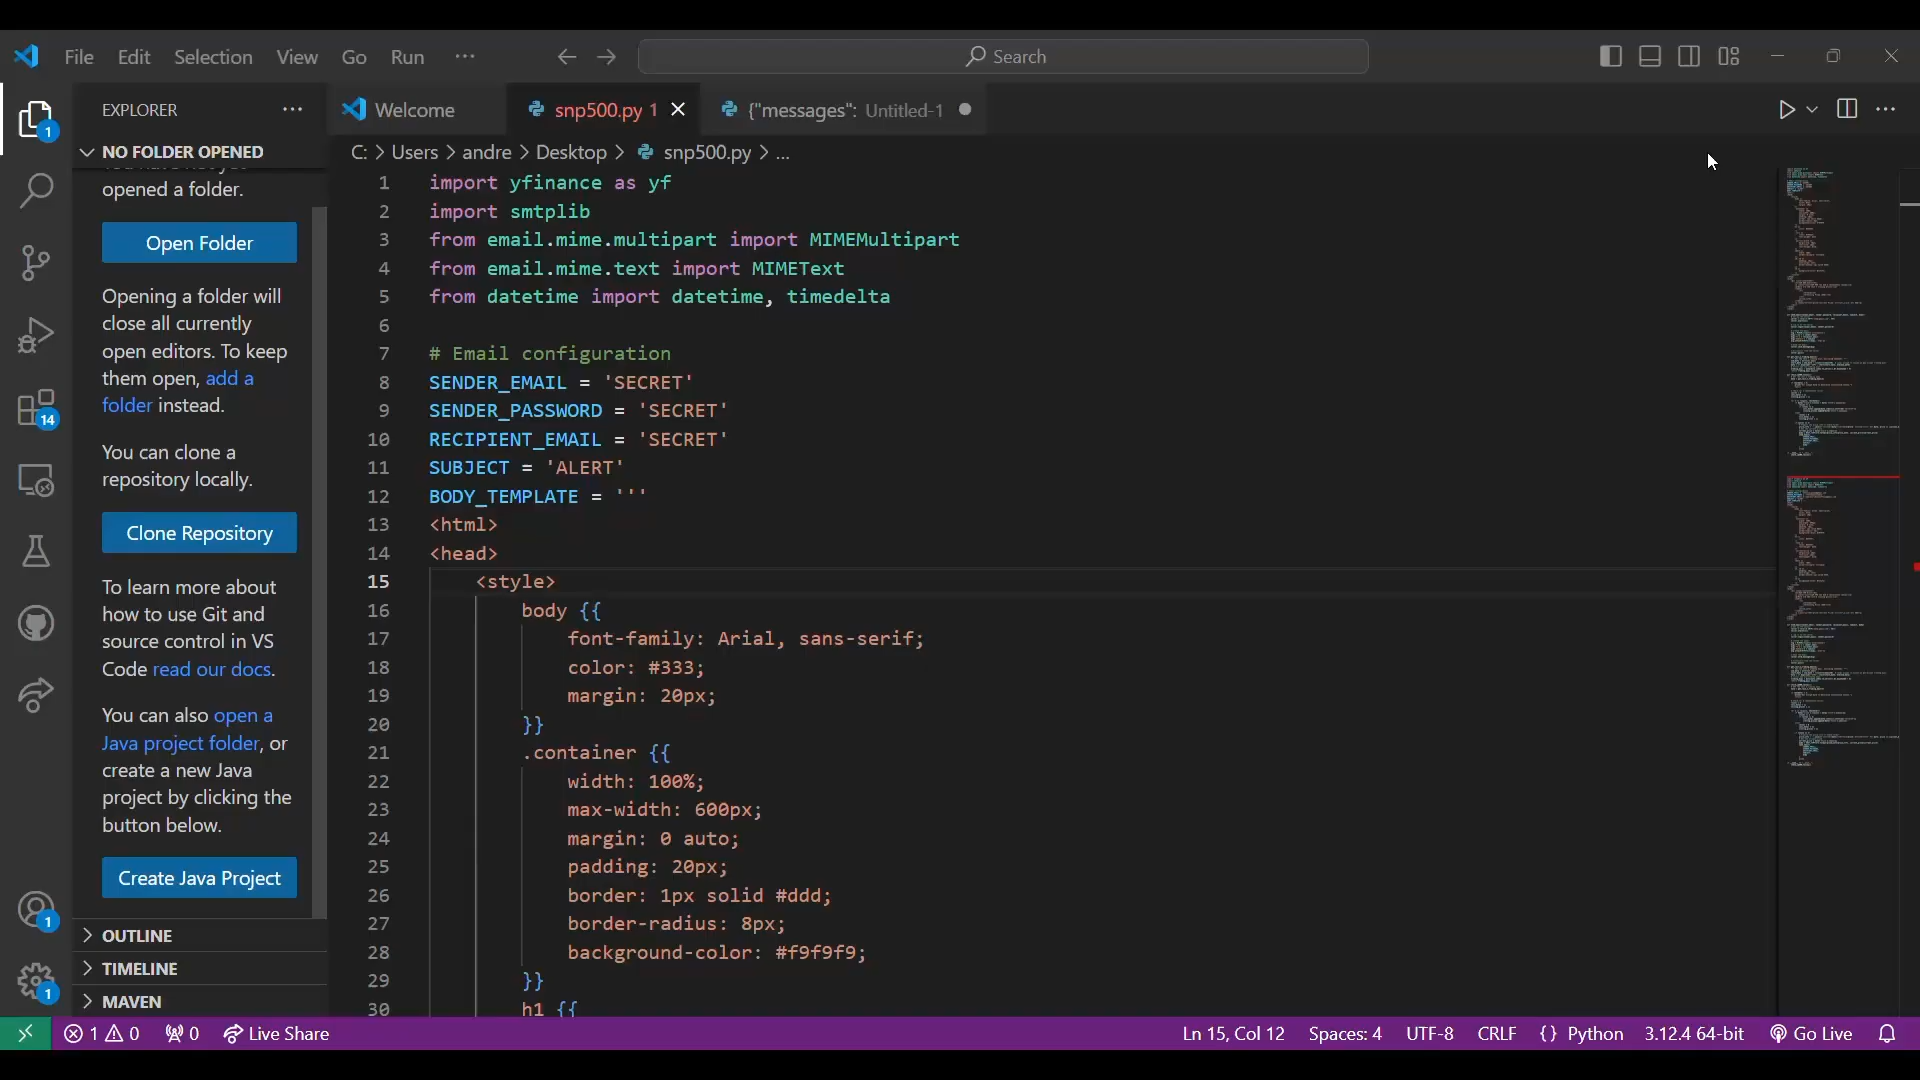 File Edit Selection View Go Run ··· Search
EXPLORER ···
Welcome snp500.py 1 {"messages": Untitled-1
NO FOLDER OPENED
C: > Users > andre > Desktop > snp500.py > ...
opened a folder.
Open Folder
Opening a folder will
close all currently
open editors. To keep
them open, add a
folder instead.
You can clone a
repository locally.
Clone Repository
To learn more about
how to use Git and
source control in VS
Code read our docs.
You can also open a
Java project folder, or
create a new Java
project by clicking the
button below.
Create Java Project
OUTLINE
TIMELINE
MAVEN
1
14
1
1
1 import yfinance as yf
2 import smtplib
3 from email.mime.multipart import MIMEMultipart
4 from email.mime.text import MIMEText
5 from datetime import datetime, timedelta
6
7 # Email configuration
8 SENDER_EMAIL = 'SECRET'
9 SENDER_PASSWORD = 'SECRET'
10 RECIPIENT_EMAIL = 'SECRET'
11 SUBJECT = 'ALERT'
12 BODY_TEMPLATE = '''
13 <html>
14 <head>
15 <style>
16 body {{
17 font-family: Arial, sans-serif;
18 color: #333;
19 margin: 20px;
20 }}
21 .container {{
22 width: 100%;
23 max-width: 600px;
24 margin: 0 auto;
25 padding: 20px;
26 border: 1px solid #ddd;
27 border-radius: 8px;
28 background-color: #f9f9f9;
29 }}
30 h1 {{
1 0 0 Live Share Ln 15, Col 12 Spaces: 4 UTF-8 CRLF {} Python 3.12.4 64-bit Go Live